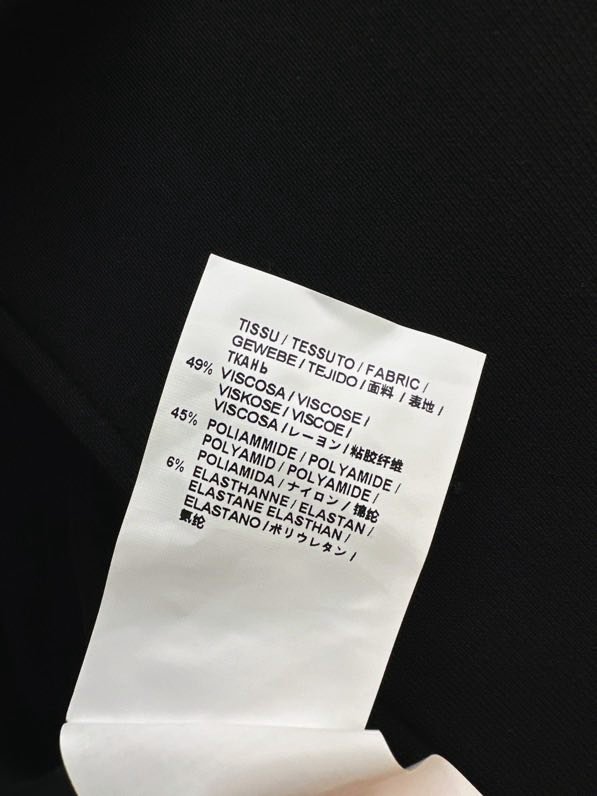 TISSU / TESSUTO / FABRIC /
GEWEBE / TEJIDO / 面料 / 表地 /
TKAHb
49% VISCOSA / VISCOSE /
VISKOSE / VISCOE /
VISCOSA / レーヨン / 粘胶纤维
45% POLIAMMIDE / POLYAMIDE /
POLYAMID / POLYAMIDE /
POLIAMIDA / ナイロン / 锦纶
6% ELASTHANNE / ELASTAN /
ELASTANE ELASTHAN /
ELASTANO / ポリウレタン /
氨纶